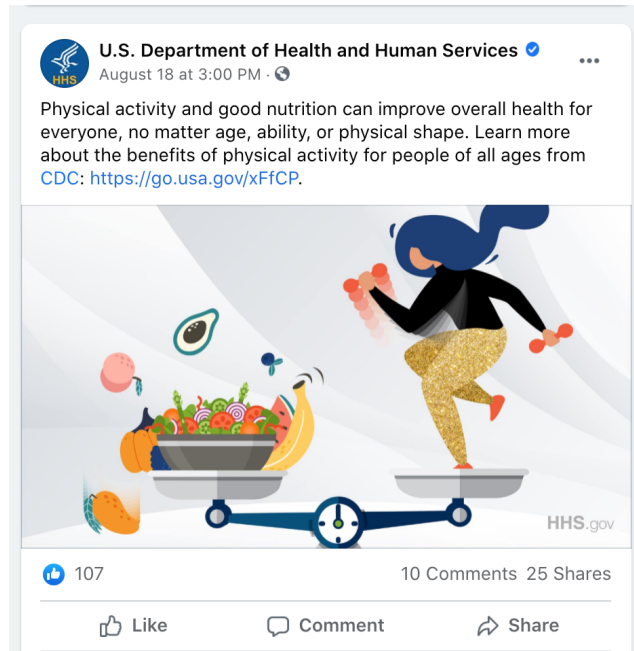 U.S. Department of Health and Human Services
August 18 at 3:00 PM ·
HHS
Physical activity and good nutrition can improve overall health for
everyone, no matter age, ability, or physical shape. Learn more
about the benefits of physical activity for people of all ages from
CDC: https://go.usa.gov/xFfCP.
HHS.gov
107
10 Comments 25 Shares
Like
Comment
Share